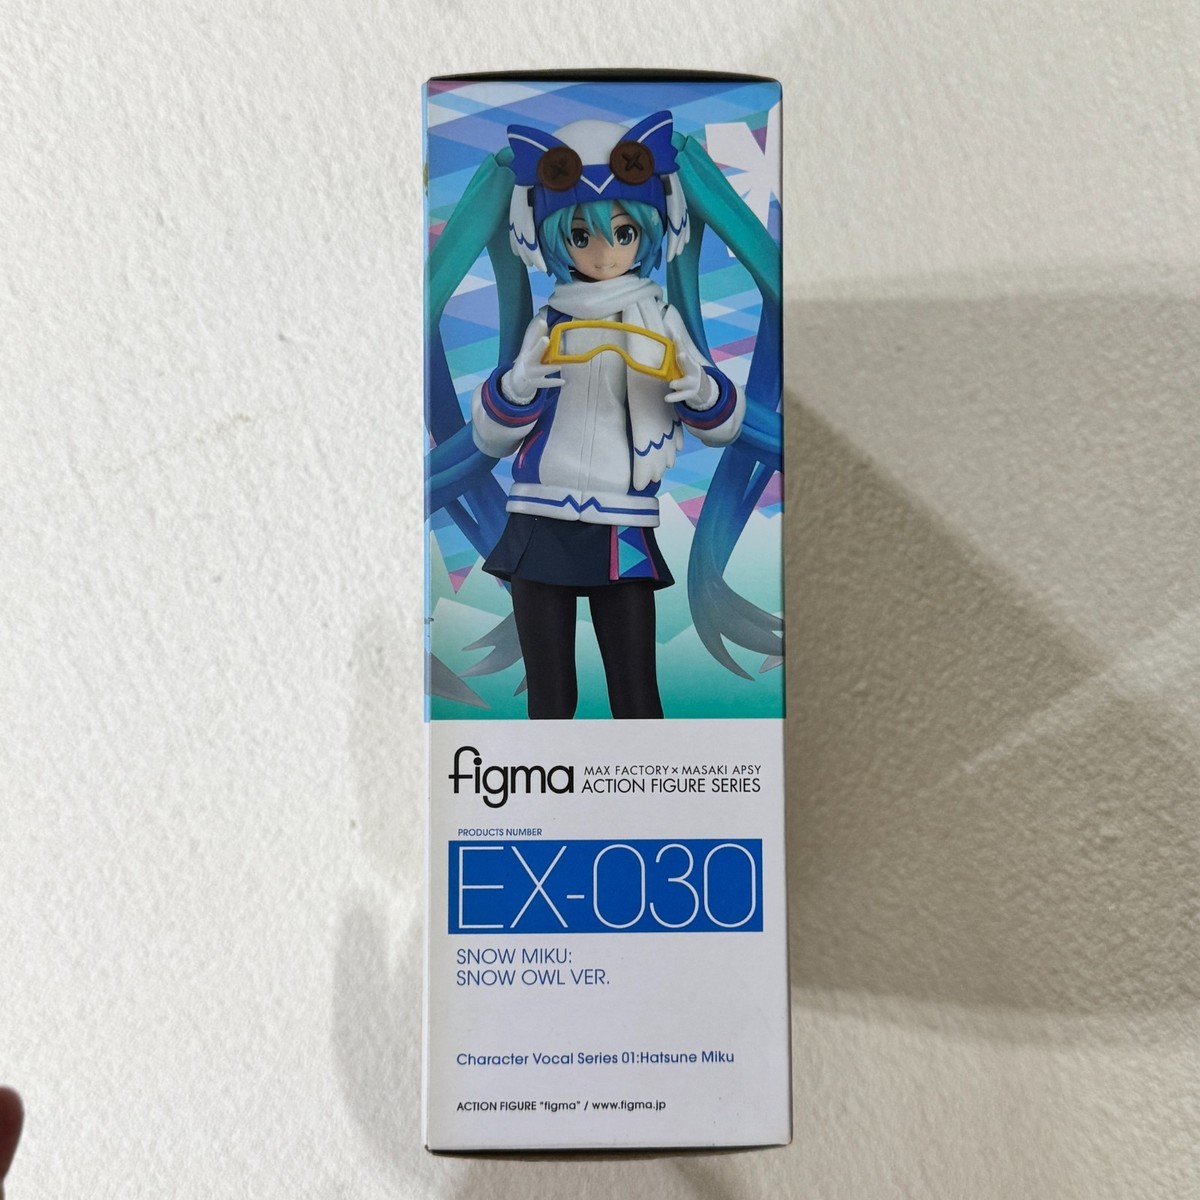 figma
MAX FACTORY×MASAKI APSY
ACTION FIGURE SERIES
PRODUCTS NUMBER
EX-030
SNOW MIKU:
SNOW OWL VER.
Character Vocal Series 01:Hatsune Miku
ACTION FIGURE "figma" / www.figma.jp